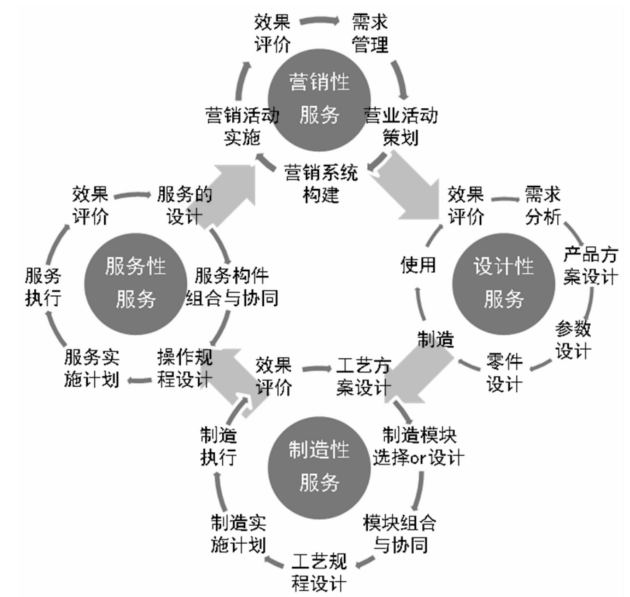 效果
评价
需求
管理
营销性
服务
营业活动
策划
营销系统
构建
营销活动
实施
效果
评价
服务的
设计
服务性
服务
服务构件
组合与协同
操作规
程设计
服务实
施计划
服务
执行
效果
评价
需求
分析
设计性
服务
产品方
案设计
参数
设计
零件
设计
制造
使用
效果
评价
工艺方
案设计
制造性
服务
制造模块
选择or设计
模块组合
与协同
工艺规
程设计
制造实
施计划
制造
执行